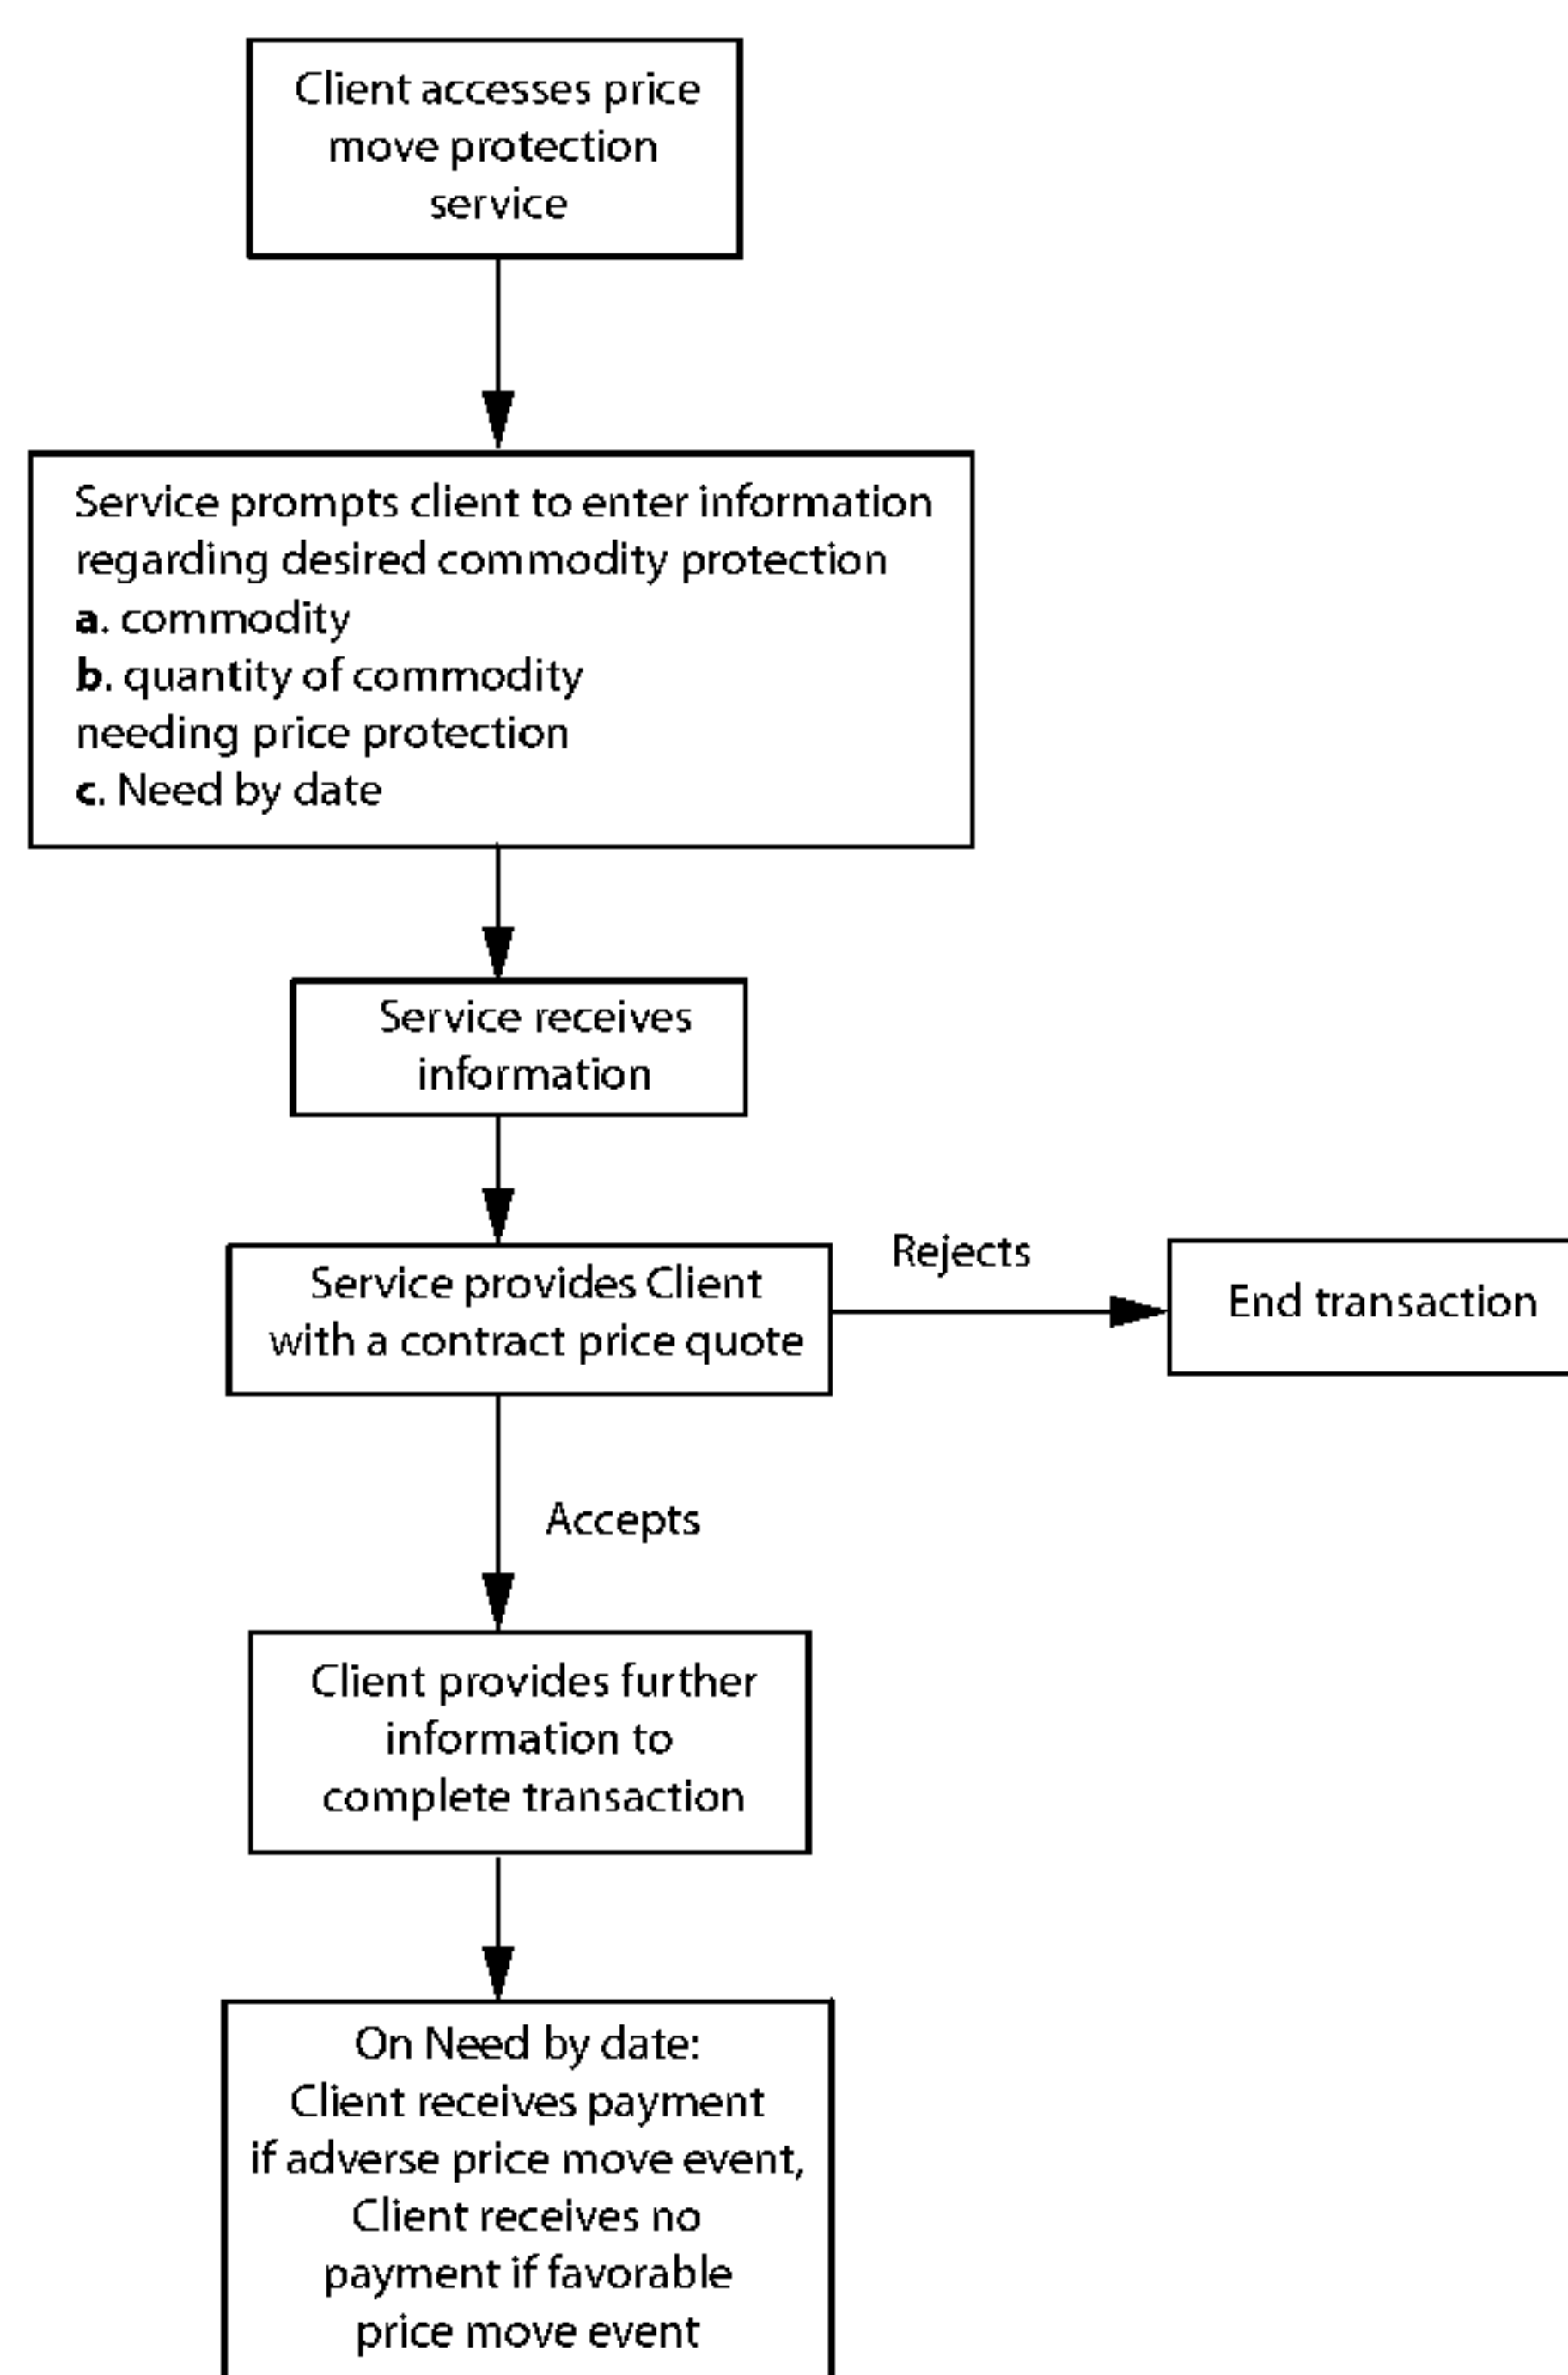 Client accesses price
move protection
service
Service prompts client to enter information
regarding desired commodity protection
a. commodity
b. quantity of commodity
needing price protection
c. Need by date
Service receives
information
Service provides Client
with a contract price quote
Rejects
End transaction
Accepts
Client provides further
information to
complete transaction
On Need by date:
Client receives payment
if adverse price move event,
Client receives no
payment if favorable
price move event